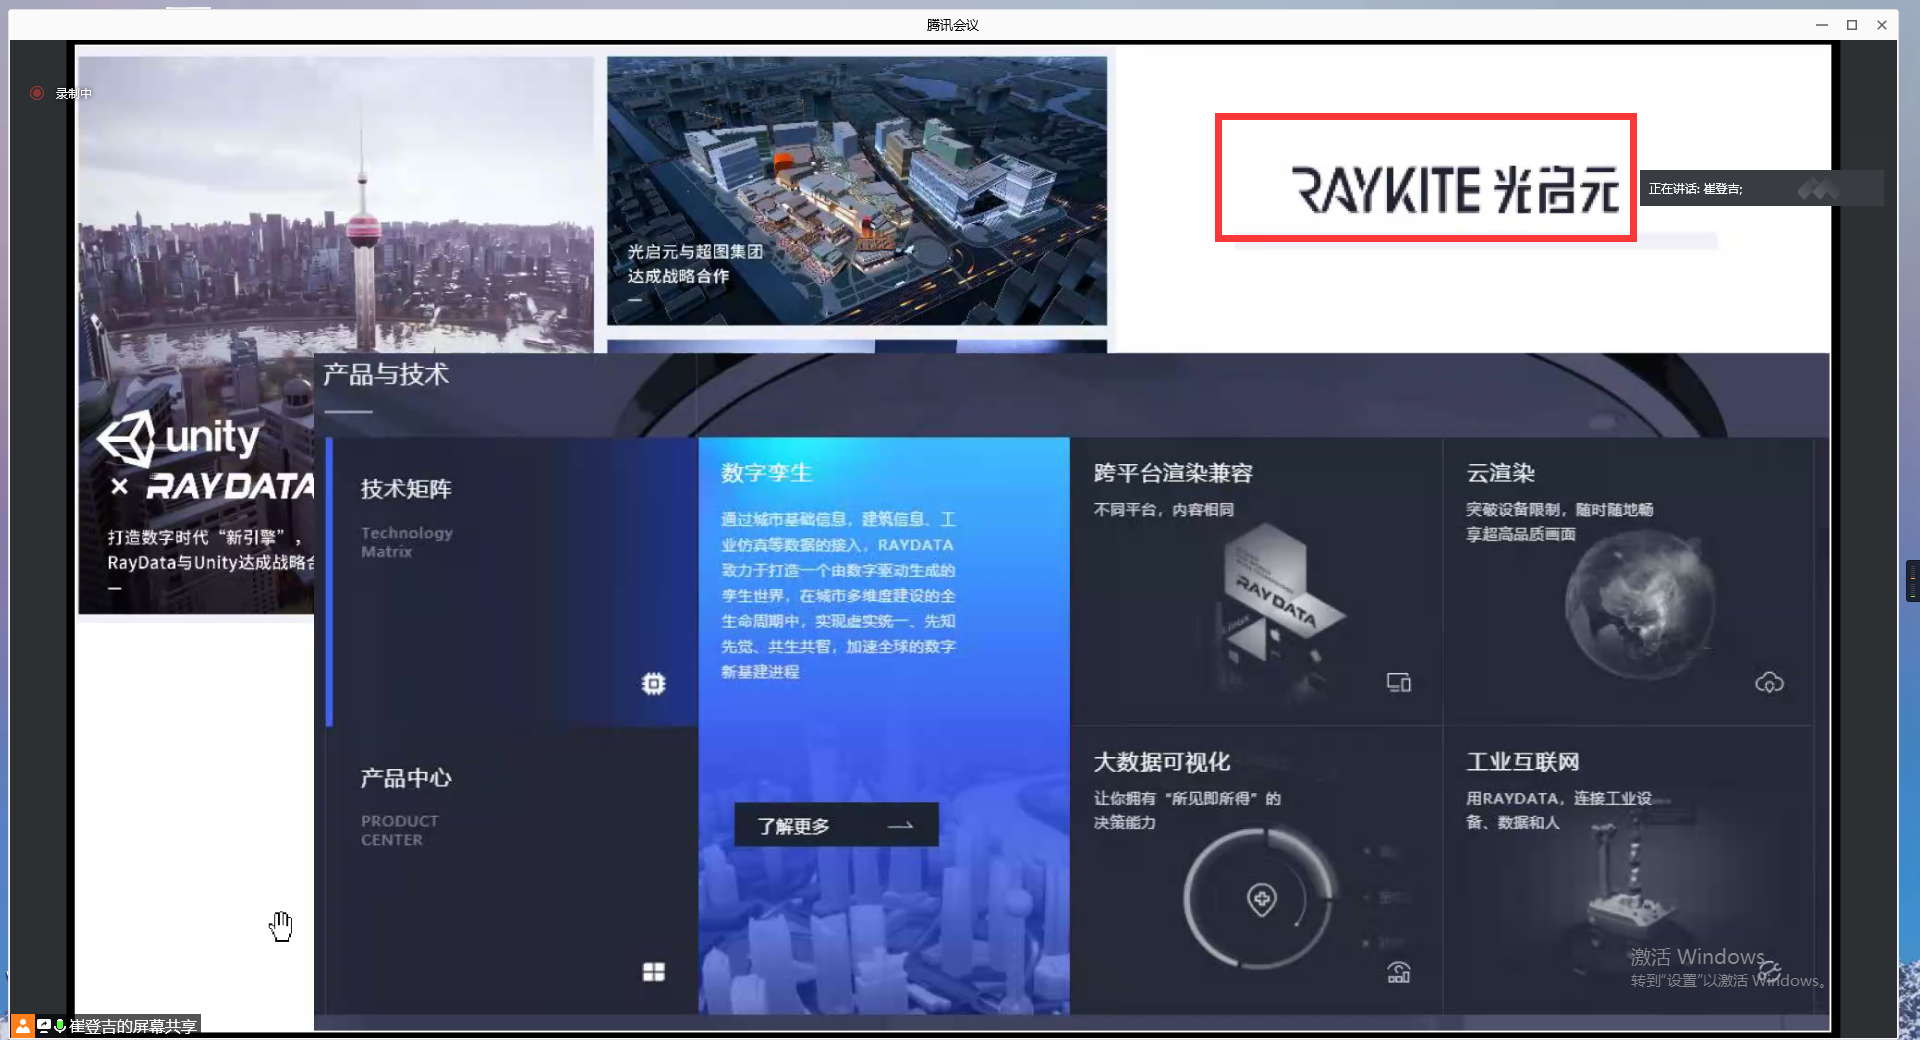 腾讯会议
录制中
光启元与超图集团
达成战略合作
RAYKITE 光启元
正在讲话: 崔登吉;
unity
× RAYDATA
打造数字时代“新引擎”，
RayData与Unity达成战略合
产品与技术
技术矩阵
Technology
Matrix
产品中心
PRODUCT
CENTER
数字孪生
通过城市基础信息，建筑信息、工
业仿真等数据的接入，RAYDATA
致力于打造一个由数字驱动生成的
孪生世界，在城市多维度建设的全
生命周期中，实现虚实统一、先知
先觉、共生共智，加速全球的数字
新基建进程
了解更多
跨平台渲染兼容
不同平台，内容相同
RAYDATA
Linux
云渲染
突破设备限制，随时随地畅
享超高品质画面
大数据可视化
让你拥有“所见即所得”的
决策能力
工业互联网
用RAYDATA，连接工业设
备、数据和人
激活 Windows
转到“设置”以激活 Windows。
崔登吉的屏幕共享